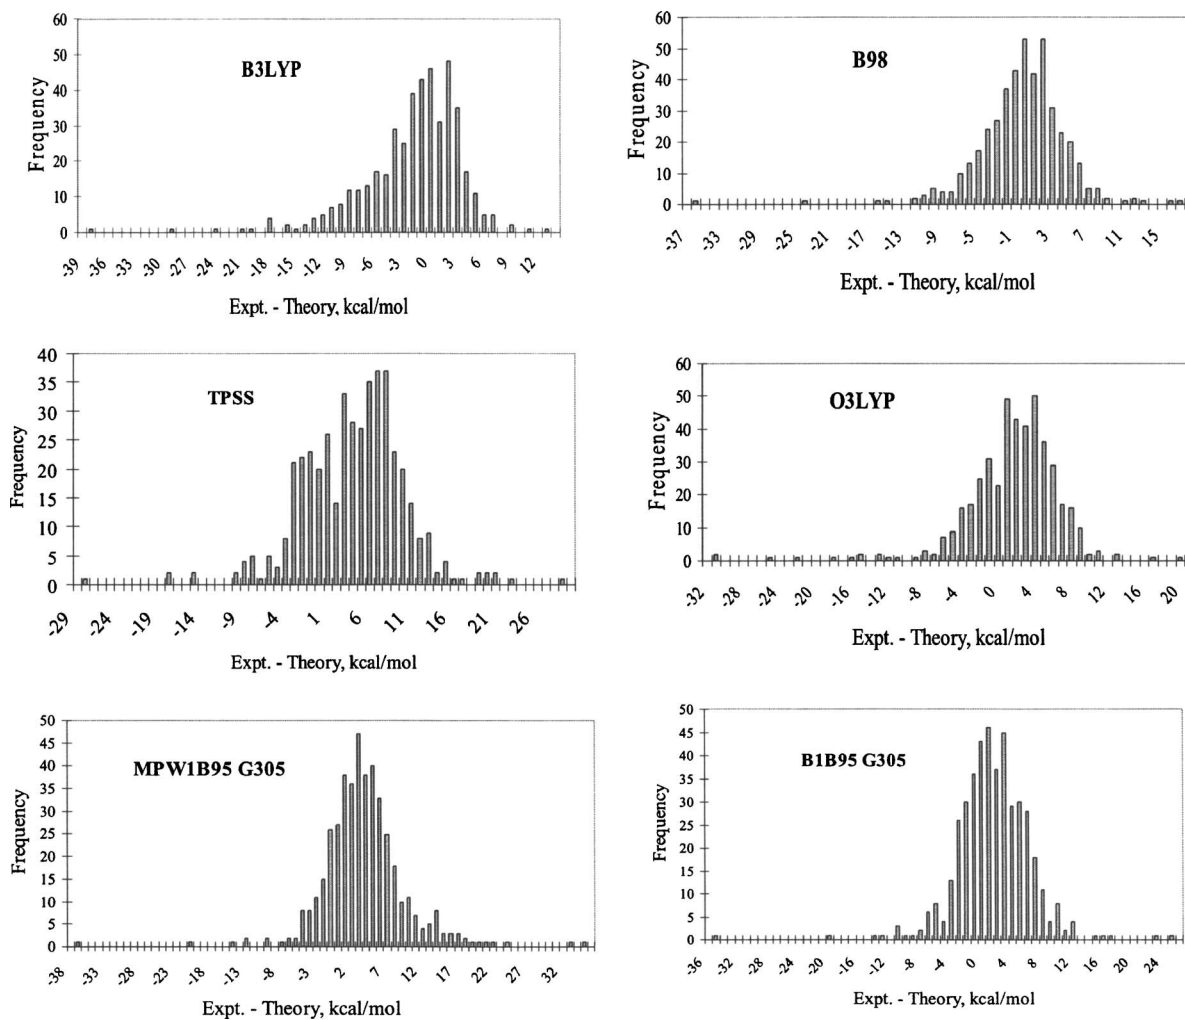 B3LYP
Frequency
60
50
40
30
20
10
0
-39 -36 -33 -30 -27 -24 -21 -18 -15 -12 -9 -6 -3 0 3 6 9 12
Expt. - Theory, kcal/mol
B98
Frequency
60
50
40
30
20
10
0
-37 -33 -29 -25 -21 -17 -13 -9 -5 -1 3 7 11 15
Expt. - Theory, kcal/mol
TPSS
Frequency
40
35
30
25
20
15
10
5
0
-29 -24 -19 -14 -9 -4 1 6 11 16 21 26
Expt. - Theory, kcal/mol
O3LYP
Frequency
60
50
40
30
20
10
0
-32 -28 -24 -20 -16 -12 -8 -4 0 4 8 12 16 20
Expt. - Theory, kcal/mol
MPW1B95 G305
Frequency
50
45
40
35
30
25
20
15
10
5
0
-38 -33 -28 -23 -18 -13 -8 -3 2 7 12 17 22 27 32
Expt. - Theory, kcal/mol
B1B95 G305
Frequency
50
45
40
35
30
25
20
15
10
5
0
-36 -32 -28 -24 -20 -16 -12 -8 -4 0 4 8 12 16 20 24
Expt. - Theory, kcal/mol